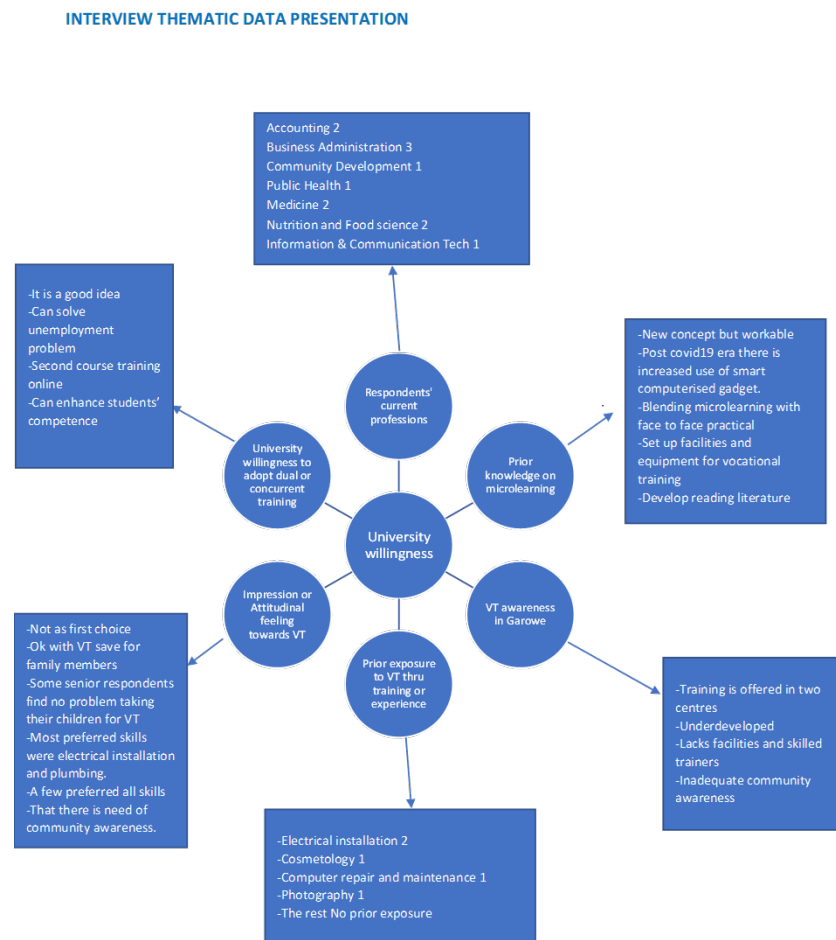 INTERVIEW THEMATIC DATA PRESENTATION
Accounting 2
Business Administration 3
Community Development 1
Public Health 1
Medicine 2
Nutrition and Food science 2
Information & Communication Tech 1
-It is a good idea
-Can solve
unemployment
problem
-Second course training
online
-Can enhance students'
competence
Respondents'
current
professions
-New concept but workable
-Post covid19 era there is
increased use of smart
computerised gadget.
-Blending microlearning with
face to face practical
-Set up facilities and
equipment for vocational
training
-Develop reading literature
University
willingness to
adopt dual or
concurrent
training
Prior
knowledge on
microlearning
University
willingness
Impression or
Attitudinal
feeling
towards VT
VT awareness
in Garowe
Prior exposure
to VT thru
training or
experience
-Not as first choice
-Ok with VT save for
family members
-Some senior respondents
find no problem taking
their children for VT
-Most preferred skills
were electrical installation
and plumbing.
-A few preferred all skills
-That there is need of
community awareness.
-Training is offered in two
centres
-Underdeveloped
-Lacks facilities and skilled
trainers
-Inadequate community
awareness
-Electrical installation 2
-Cosmetology 1
-Computer repair and maintenance 1
-Photography 1
-The rest No prior exposure